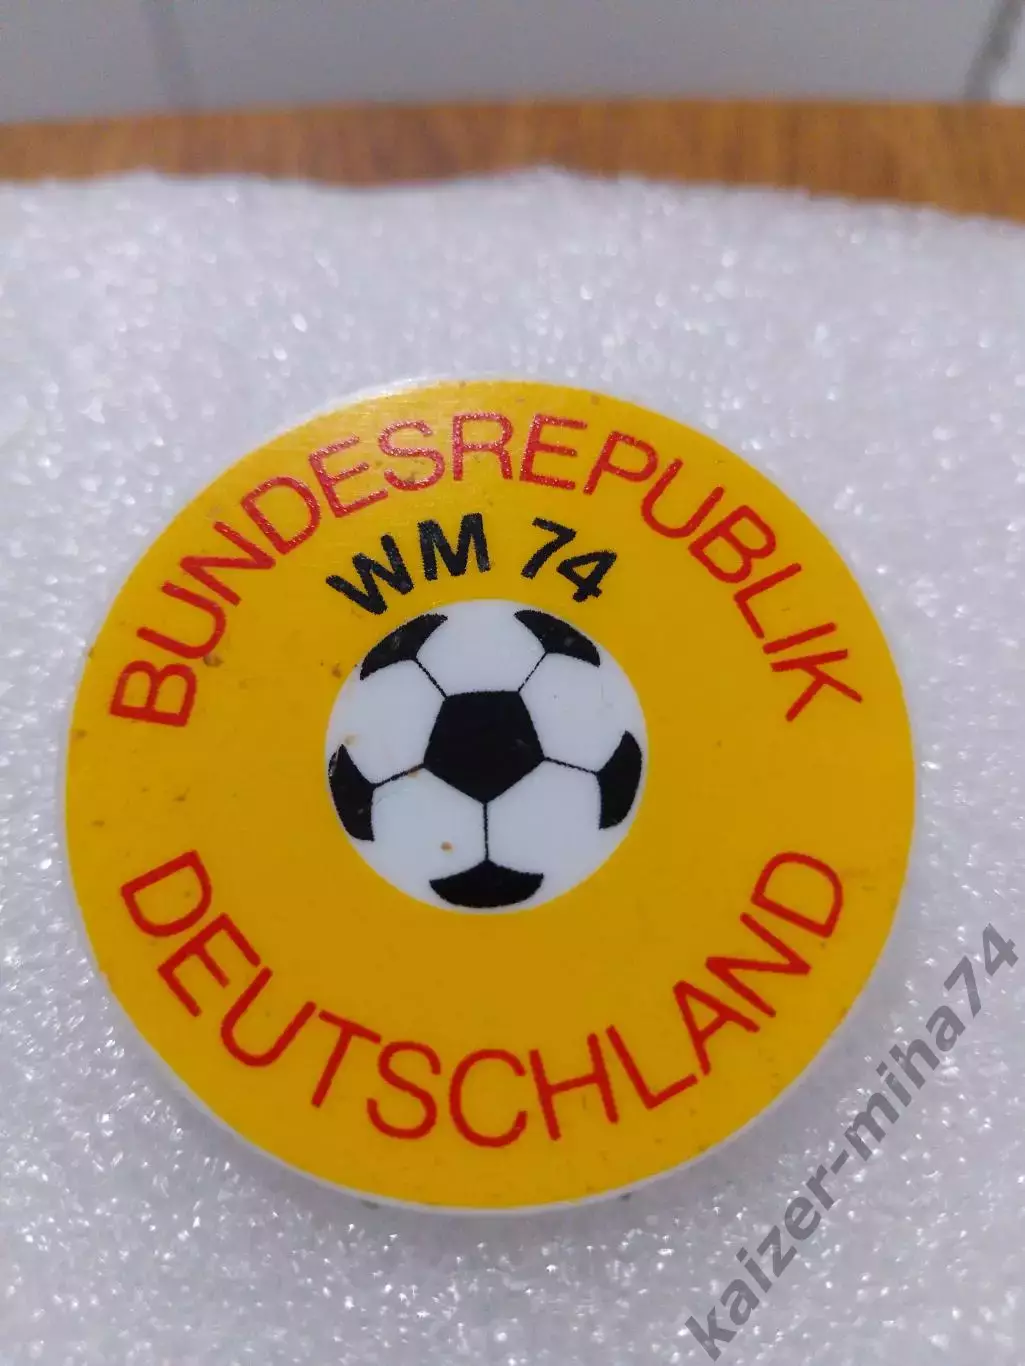 BUNDESREPUBLIK
WM 74
DEUTSCHLAND
kaizer-miha74